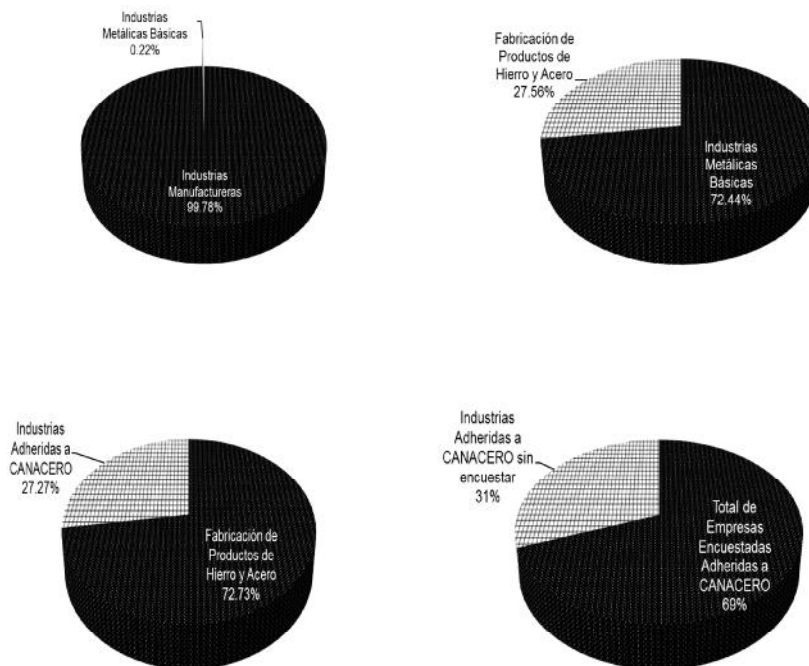 Industrias
Metálicas Básicas
0.22%
Industrias
Manufactureras
99.78%
Fabricación de
Productos de
Hierro y Acero
27.56%
Industrias
Metálicas
Básicas
72.44%
Industrias
Adheridas a
CANACERO
27.27%
Fabricación de
Productos de
Hierro y Acero
72.73%
Industrias
Adheridas a
CANACERO sin
encuestar
31%
Total de
Empresas
Encuestadas
Adheridas a
CANACERO
69%